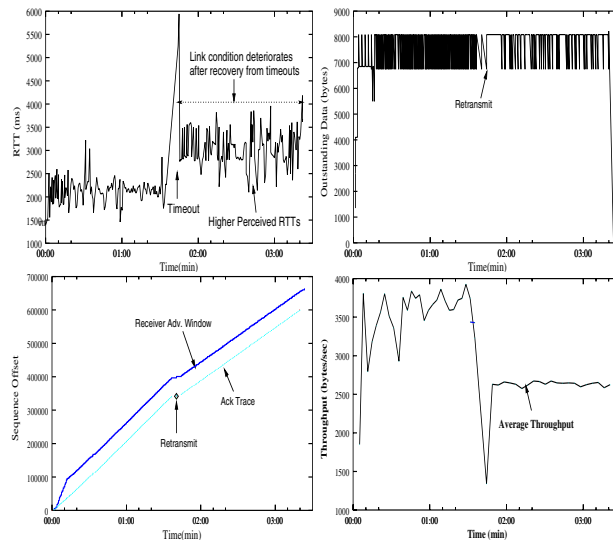 6000
5500
5000
4500
4000
3500
3000
2500
2000
1500
1000
RTT (ms)
Link condition deteriorates
after recovery from timeouts
Timeout
Higher Perceived RTTs
00:00 01:00 02:00 03:00
Time(min)
9000
8000
7000
6000
5000
4000
3000
2000
1000
0
Outstanding Data (bytes)
Retransmit
00:00 01:00 02:00 03:00
Time(min)
700000
600000
500000
400000
300000
200000
100000
0
Sequence Offset
Receiver Adv. Window
Ack Trace
Retransmit
00:00 01:00 02:00 03:00
Time(min)
4000
3500
3000
2500
2000
1500
1000
Throughput (bytes/sec)
Average Throughput
00:00 01:00 02:00 03:00
Time (min)